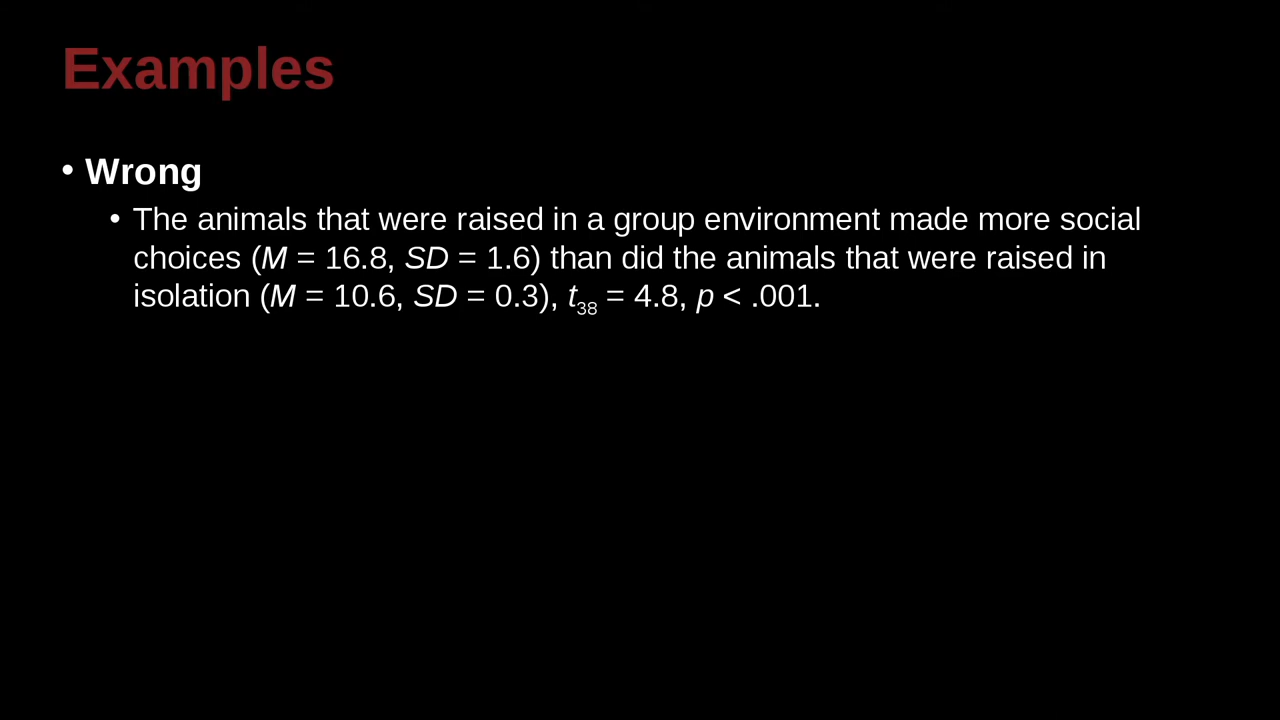 Examples
• Wrong
• The animals that were raised in a group environment made more social
choices (M = 16.8, SD = 1.6) than did the animals that were raised in
isolation (M = 10.6, SD = 0.3), t38 = 4.8, p < .001.